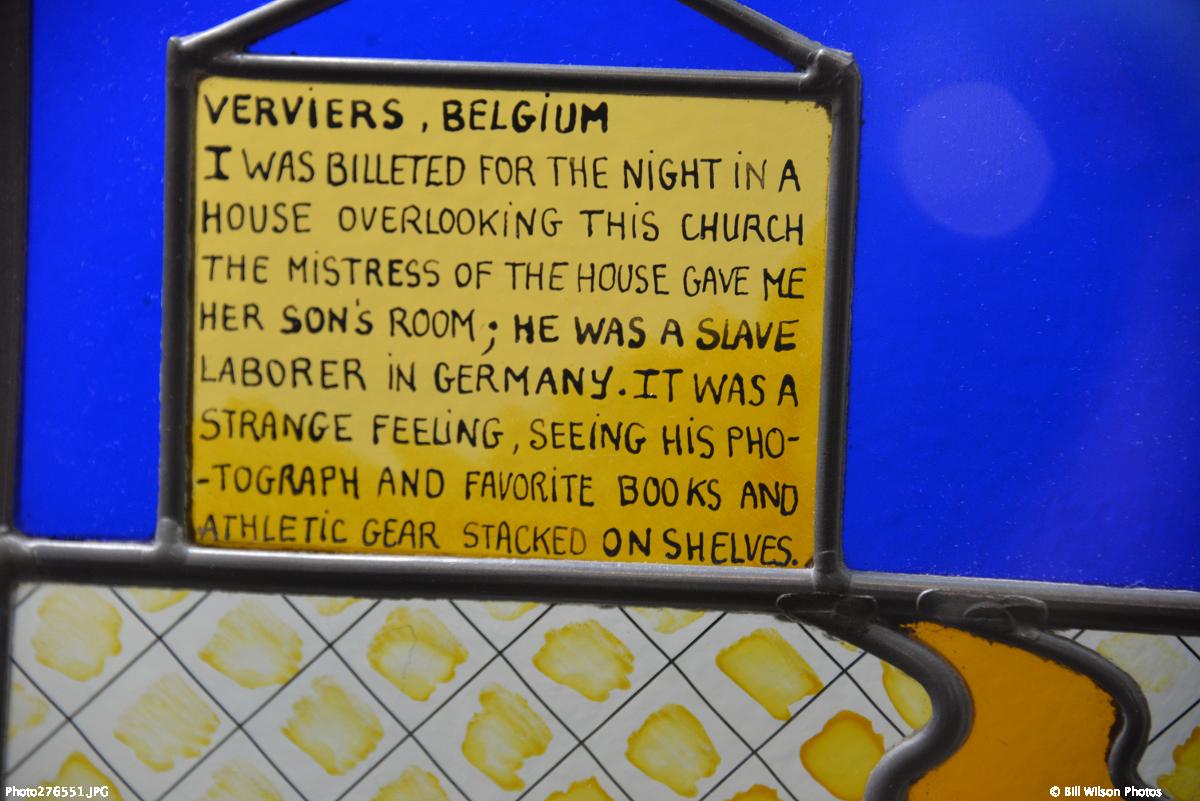 VERVIERS, BELGIUM
I WAS BILLETED FOR THE NIGHT IN A
HOUSE OVERLOOKING THIS CHURCH
THE MISTRESS OF THE HOUSE GAVE ME
HER SON'S ROOM; HE WAS A SLAVE
LABORER IN GERMANY. IT WAS A
STRANGE FEELING, SEEING HIS PHO-
-TOGRAPH AND FAVORITE BOOKS AND
ATHLETIC GEAR STACKED ON SHELVES.
Photo276551.JPG
© Bill Wilson Photos